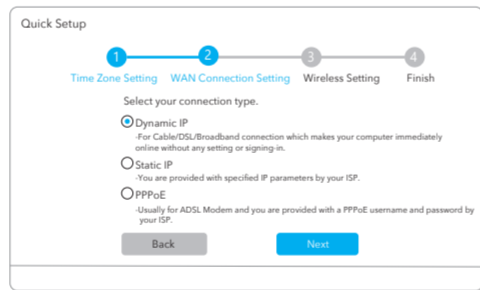 Quick Setup
1 2 3 4
Time Zone Setting WAN Connection Setting Wireless Setting Finish
Select your connection type.
Dynamic IP
-For Cable/DSL/Broadband connection which makes your computer immediately
online without any setting or signing-in.
Static IP
-You are provided with specified IP parameters by your ISP.
PPPoE
-Usually for ADSL Modem and you are provided with a PPPoE username and password by
your ISP.
Back Next